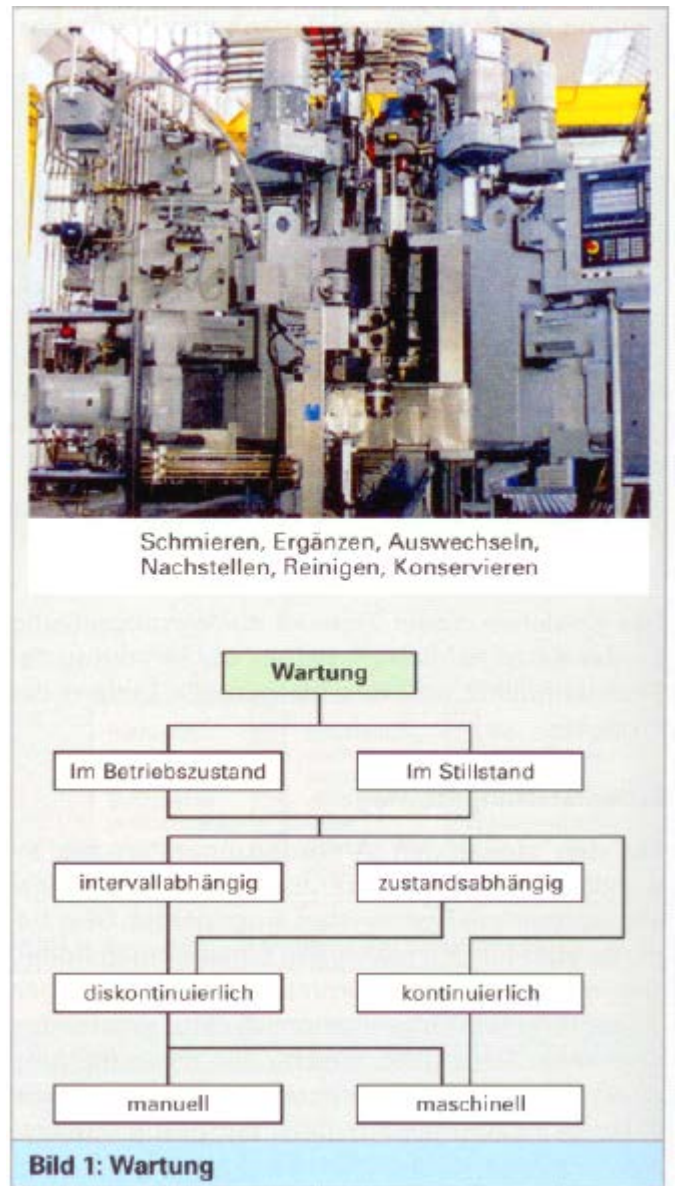 Schmieren, Ergänzen, Auswechseln,
Nachstellen, Reinigen, Konservieren
Wartung
Im Betriebszustand
Im Stillstand
intervallabhängig
zustandsabhängig
diskontinuierlich
kontinuierlich
manuell
maschinell
Bild 1: Wartung